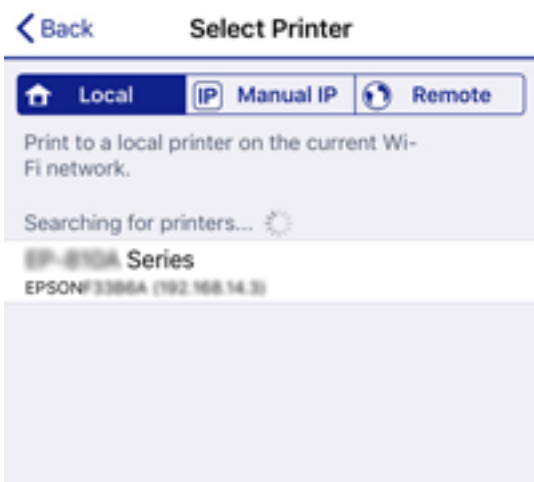 Back
Select Printer
Local
IP Manual IP
Remote
Print to a local printer on the current Wi-
Fi network.
Searching for printers...
Series
EPSON